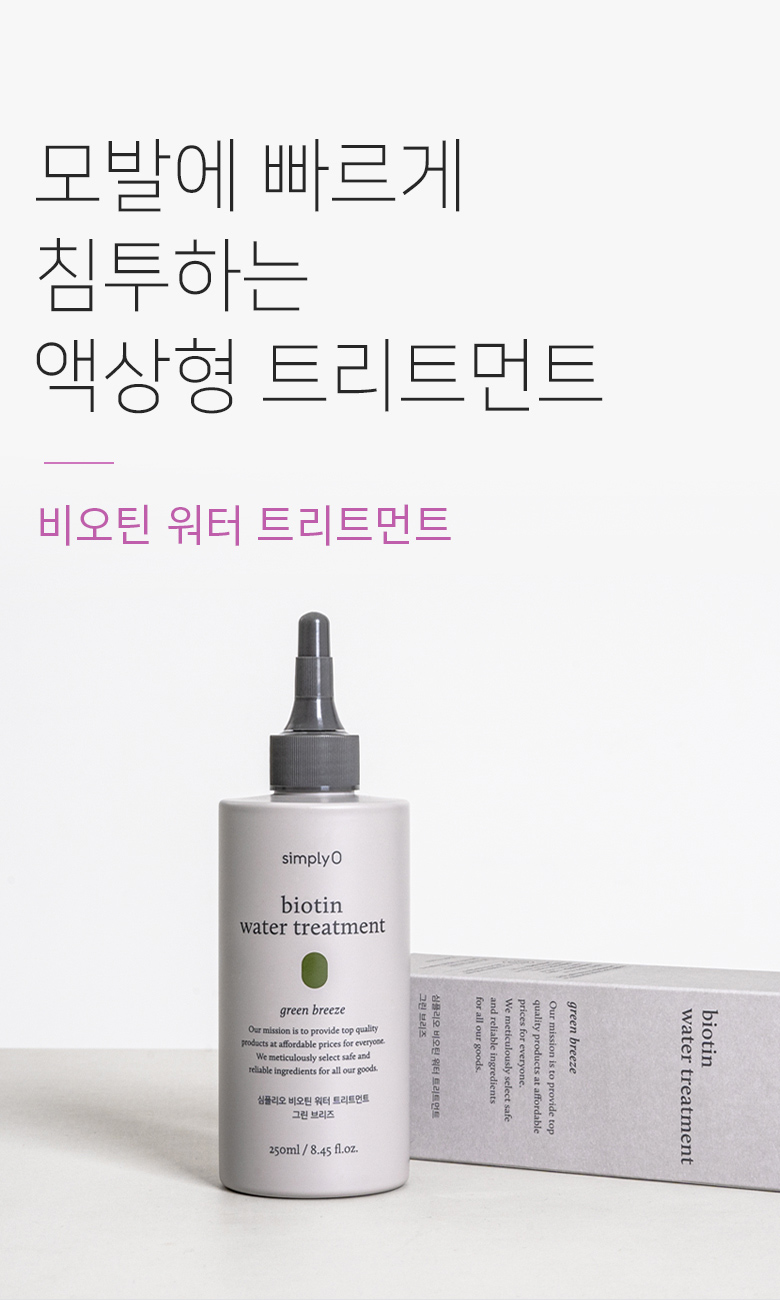 모발에 빠르게
침투하는
액상형 트리트먼트
비오틴 워터 트리트먼트
simplyO
biotin
water treatment
green breeze
Our mission is to provide top quality
products at affordable prices for everyone.
We meticulously select safe and
reliable ingredients for all our goods.
심플리오 비오틴 워터 트리트먼트
그린 브리즈
250ml / 8.45 fl.oz.
biotin
water treatment
green breeze
Our mission is to provide top
quality products at affordable
prices for everyone.
We meticulously select safe
and reliable ingredients
for all our goods.
심플리오 비오틴 워터 트리트먼트
그린 브리즈